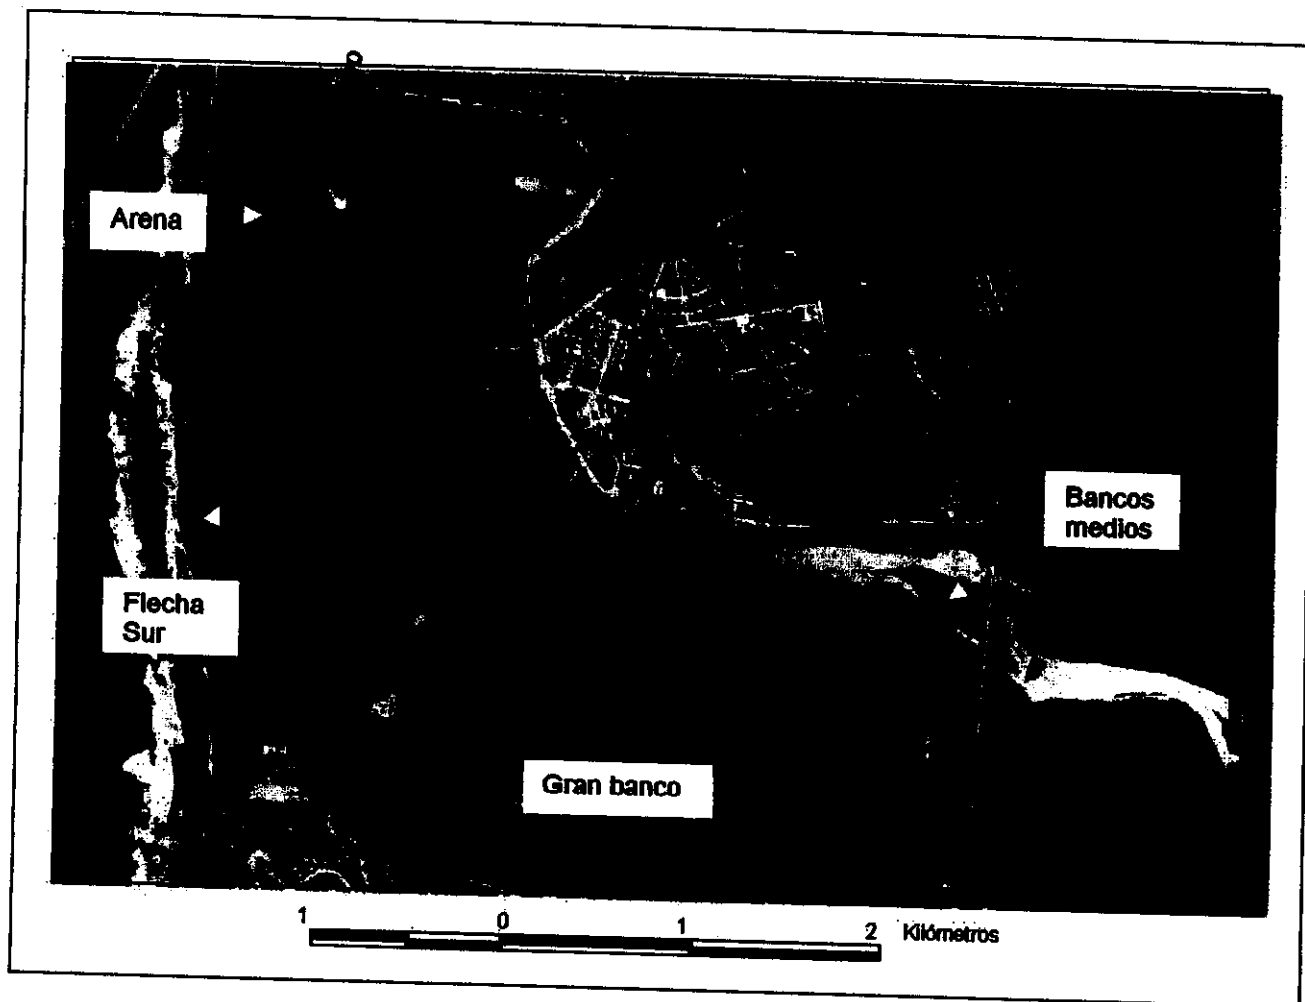 Arena
Bancos
medios
Flecha
Sur
Gran banco
1 0 1 2 Kilómetros